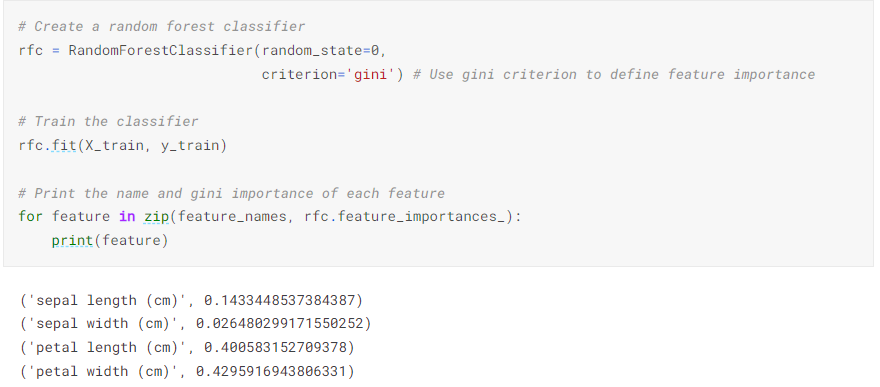 # Create a random forest classifier
rfc = RandomForestClassifier(random_state=0,
                             criterion='gini') # Use gini criterion to define feature importance
# Train the classifier
rfc.fit(X_train, y_train)
# Print the name and gini importance of each feature
for feature in zip(feature_names, rfc.feature_importances_):
    print(feature)
('sepal length (cm)', 0.1433448537384387)
('sepal width (cm)', 0.026480299171550252)
('petal length (cm)', 0.400583152709378)
('petal width (cm)', 0.4295916943806331)